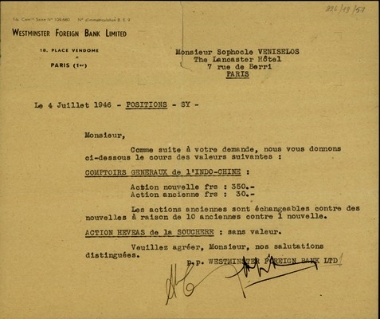 WESTMINSTER FOREIGN BANK LIMITED
18, PLACE VENDOME
PARIS (1er)
Monsieur Sophocle VENISELOS
The Lancaster Hôtel
7 rue de Berri
PARIS
Le 4 Juillet 1946 - POSITIONS - SY -
Monsieur,
Comme suite à votre demande, nous vous donnons
ci-dessous le cours des valeurs suivantes :
COMPTOIRS GENERAUX de l'INDO-CHINE :
Action nouvelle frs : 350.-
Action ancienne frs : 30.-
Les actions anciennes sont échangeables contre des
nouvelles à raison de 10 anciennes contre 1 nouvelle.
ACTION HEVEAS de la SOUCHERE : sans valeur.
Veuillez agréer, Monsieur, nos salutations
distinguées.
p.p. WESTMINSTER FOREIGN BANK LTD